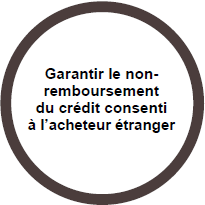 Garantir le non-
remboursement
du crédit consenti
à l’acheteur étranger